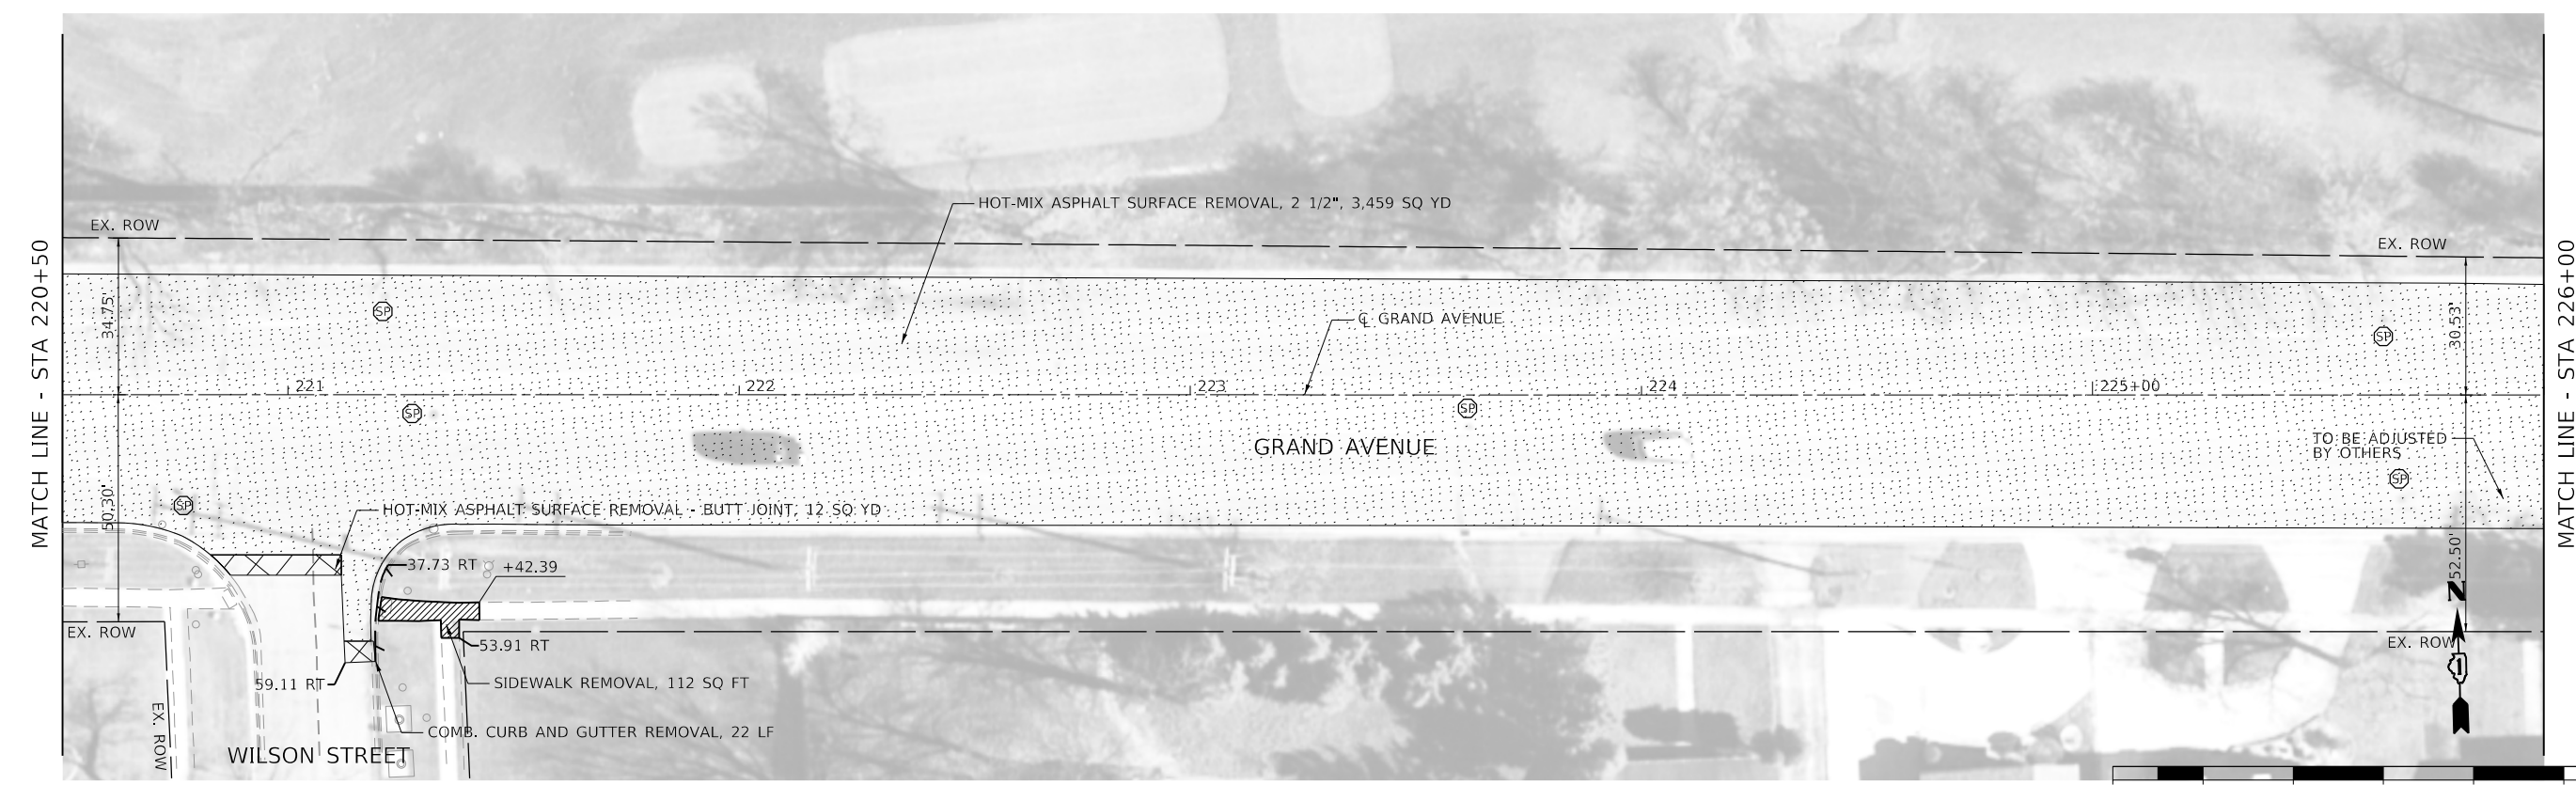 MATCH LINE - STA 220+50
EX. ROW
HOT-MIX ASPHALT SURFACE REMOVAL, 2 1/2", 3,459 SQ YD
EX. ROW
34.75'
SP
℄ GRAND AVENUE
30.53'
SP
221
222
223
224
225+00
SP
SP
GRAND AVENUE
TO BE ADJUSTED
BY OTHERS
SP
50.30'
SP
HOT-MIX ASPHALT SURFACE REMOVAL - BUTT JOINT, 12 SQ YD
37.73 RT
+42.39
52.50'
N
EX. ROW
53.91 RT
EX. ROW
59.11 RT
SIDEWALK REMOVAL, 112 SQ FT
1
EX. ROW
COMB. CURB AND GUTTER REMOVAL, 22 LF
WILSON STREET
MATCH LINE - STA 226+00